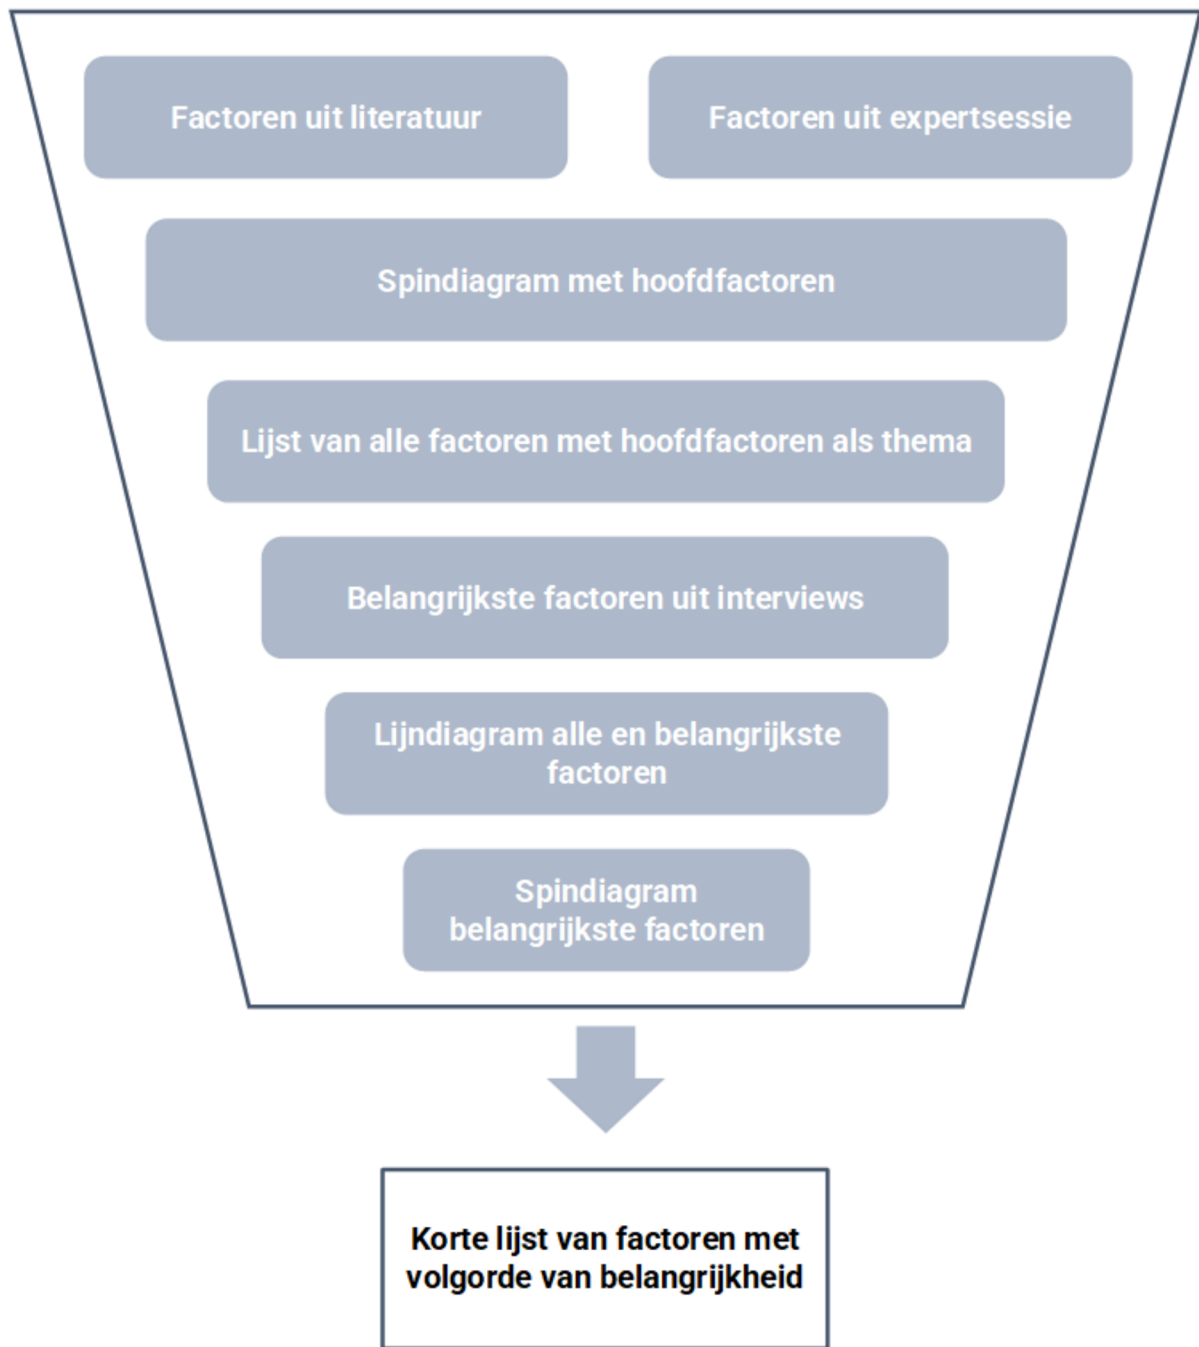 Factoren uit literatuur
Factoren uit expertsessie
Spindiagram met hoofdfactoren
Lijst van alle factoren met hoofdfactoren als thema
Belangrijkste factoren uit interviews
Lijndiagram alle en belangrijkste
factoren
Spindiagram
belangrijkste factoren
Korte lijst van factoren met
volgorde van belangrijkheid